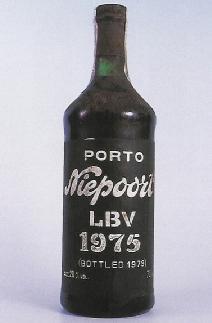 PORTO
Niepoort
LBV
1975
(BOTTLED 1979)